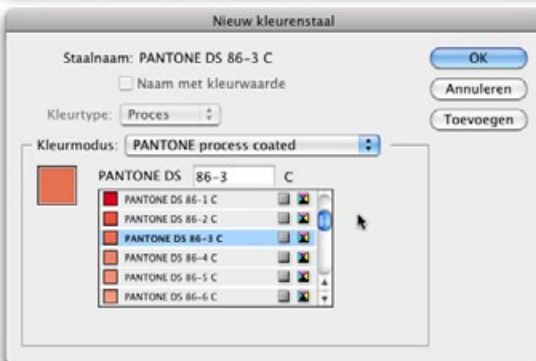 Nieuw kleurenstaal
Staalnaam: PANTONE DS 86-3 C
Naam met kleurwaarde
Kleurtype: Proces
Kleurmodus: PANTONE process coated
PANTONE DS 86-3 C
PANTONE DS 86-1 C
PANTONE DS 86-2 C
PANTONE DS 86-3 C
PANTONE DS 86-4 C
PANTONE DS 86-5 C
PANTONE DS 86-6 C
OK
Annuleren
Toevoegen